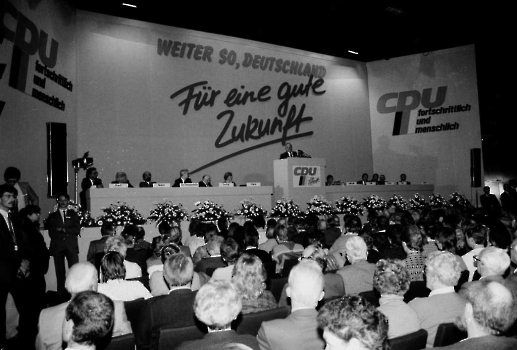 WEITER SO, DEUTSCHLAND
Für eine gute
Zukunft
CDU
fortschrittlich
und
menschlich
CDU
fortschrittlich
und
menschlich
CDU